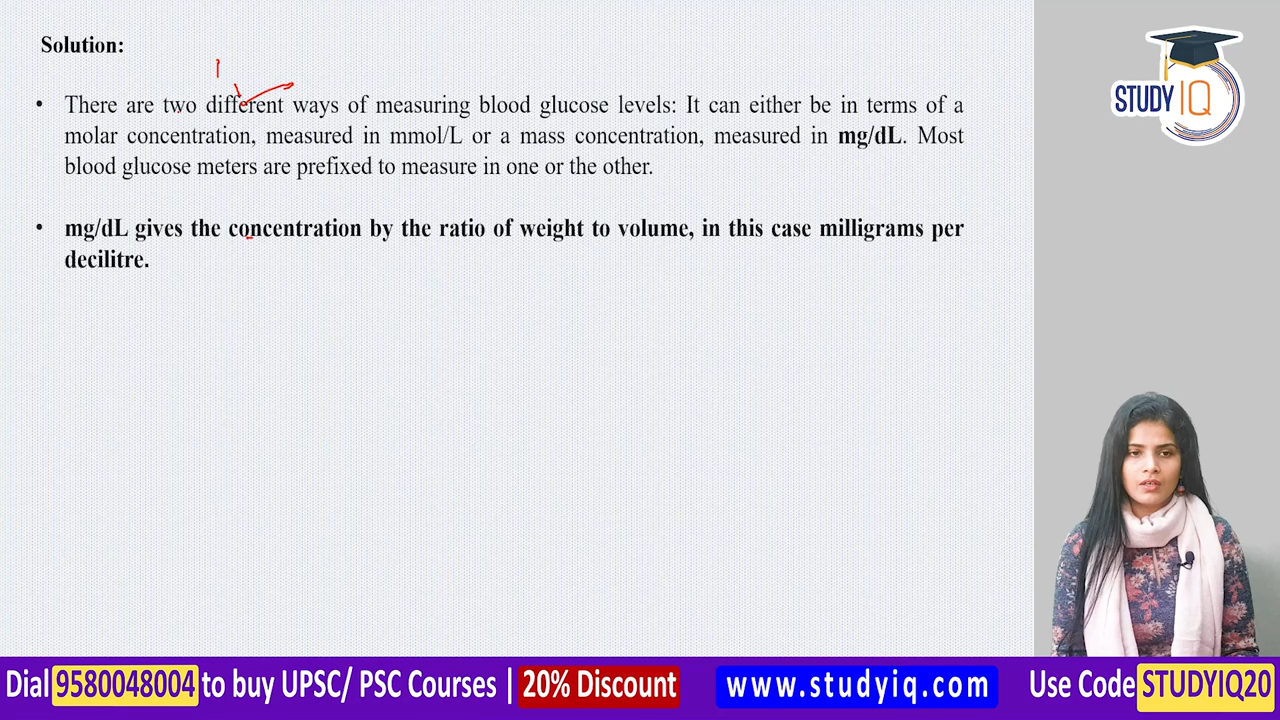 Solution:
• There are two different ways of measuring blood glucose levels: It can either be in terms of a
molar concentration, measured in mmol/L or a mass concentration, measured in mg/dL. Most
blood glucose meters are prefixed to measure in one or the other.
• mg/dL gives the concentration by the ratio of weight to volume, in this case milligrams per
decilitre.
STUDY IQ
Dial 9580048004 to buy UPSC/ PSC Courses | 20% Discount www.studyiq.com Use Code STUDYIQ20